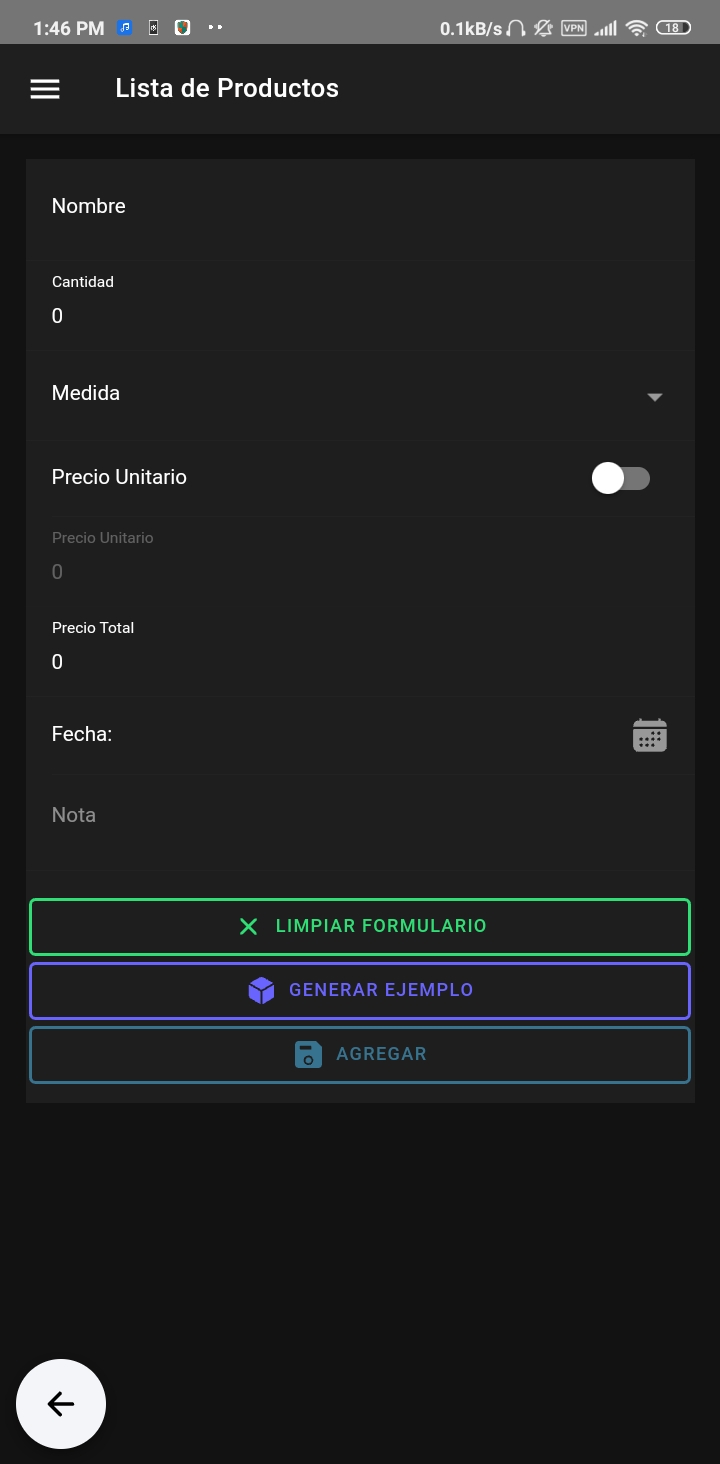 1:46 PM 0.1kB/s VPN 18
Lista de Productos
Nombre
Cantidad
0
Medida
Precio Unitario
Precio Unitario
0
Precio Total
0
Fecha:
Nota
LIMPIAR FORMULARIO
GENERAR EJEMPLO
AGREGAR